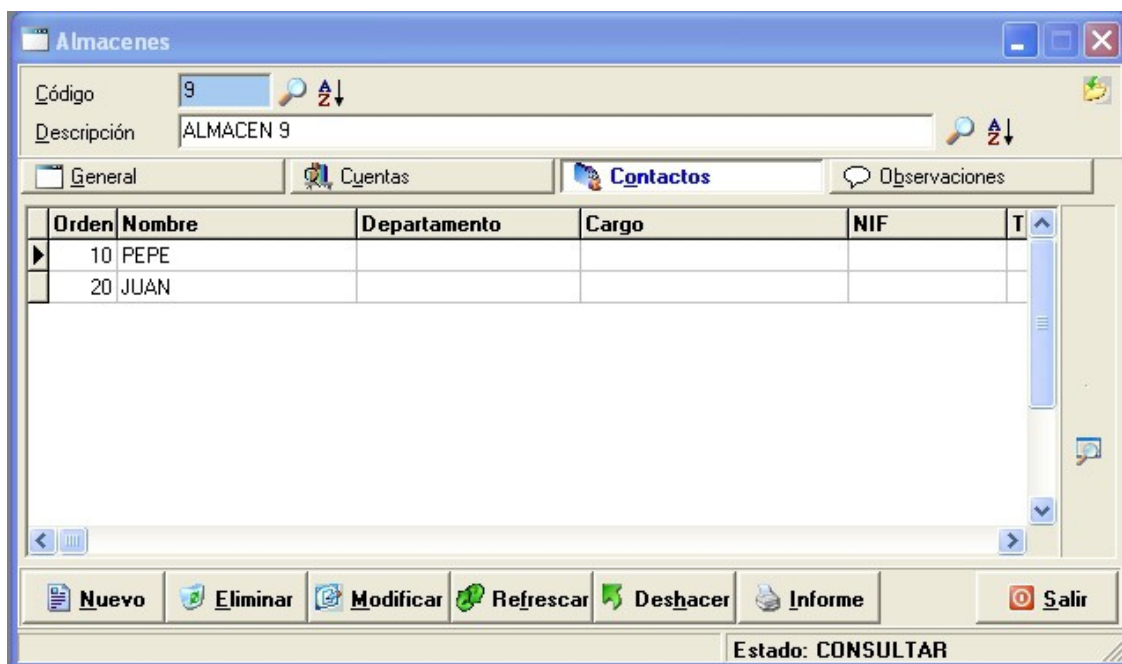 Almacenes
Código 9
Descripción ALMACEN 9
General Cuentas Contactos Observaciones
Orden Nombre Departamento Cargo NIF T
10 PEPE
20 JUAN
Nuevo Eliminar Modificar Refrescar Deshacer Informe Salir
Estado: CONSULTAR